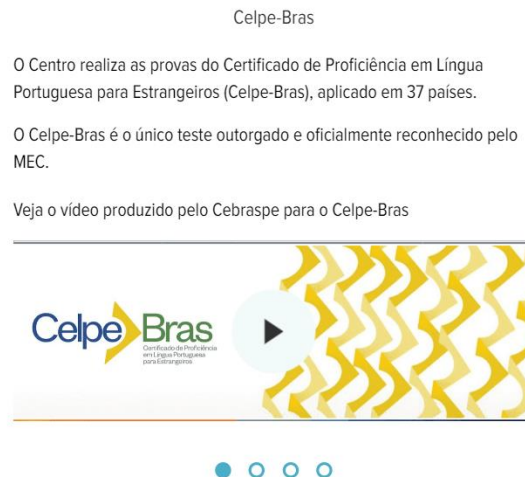 Celpe-Bras
O Centro realiza as provas do Certificado de Proficiência em Língua
Portuguesa para Estrangeiros (Celpe-Bras), aplicado em 37 países.
O Celpe-Bras é o único teste outorgado e oficialmente reconhecido pelo
MEC.
Veja o vídeo produzido pelo Cebraspe para o Celpe-Bras
Celpe Bras
Certificado de Proficiência
em Língua Portuguesa
para Estrangeiros